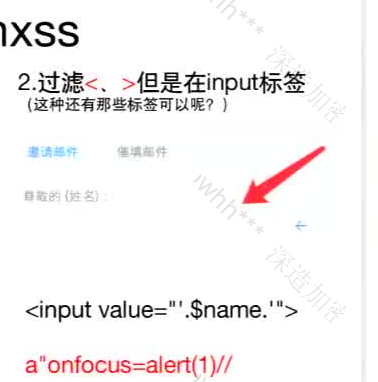 xss
2.过滤<、>但是在input标签
（这种还有那些标签可以呢？）
邀请邮件 催填邮件
尊敬的{姓名}：
<input value="'.$name.'">
a"onfocus=alert(1)//
whh***
深造加密
whh***
深造加密